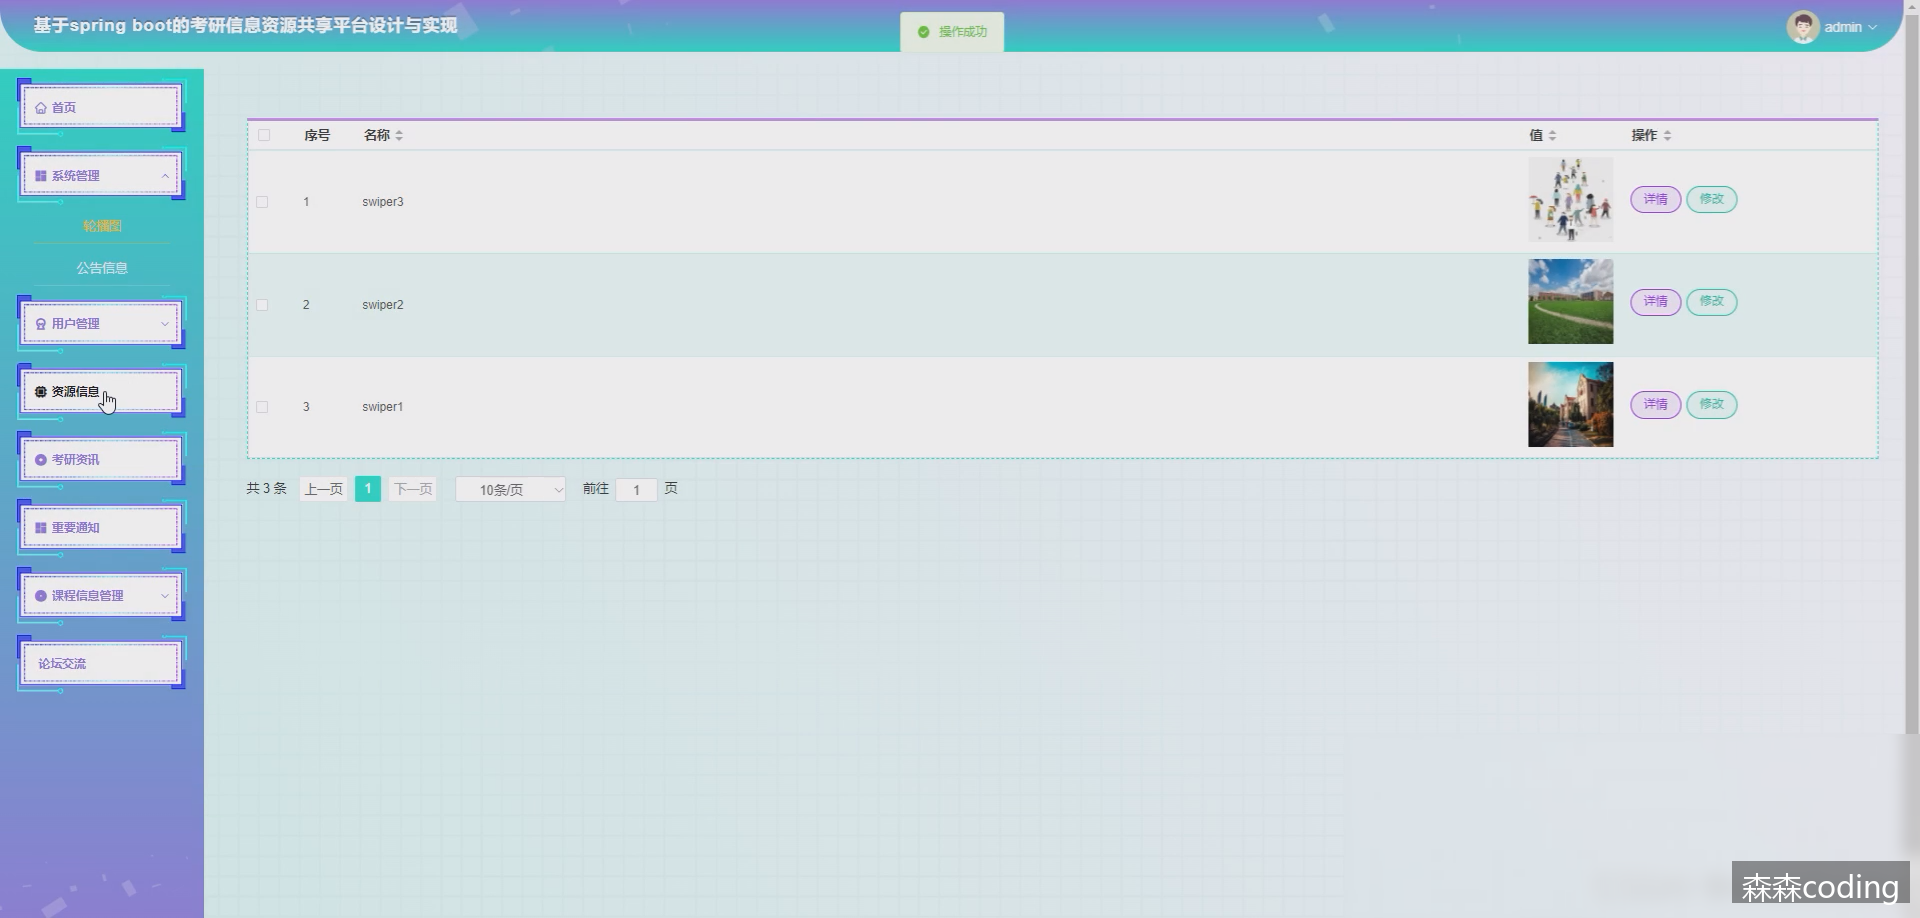 基于spring boot的考研信息资源共享平台设计与实现
操作成功
admin
首页
系统管理
轮播图
公告信息
用户管理
资源信息
考研资讯
重要通知
课程信息管理
论坛交流
序号 名称 值 操作
1 swiper3 详情 修改
2 swiper2 详情 修改
3 swiper1 详情 修改
共 3 条 上一页 1 下一页 10条/页 前往 1 页
森森coding